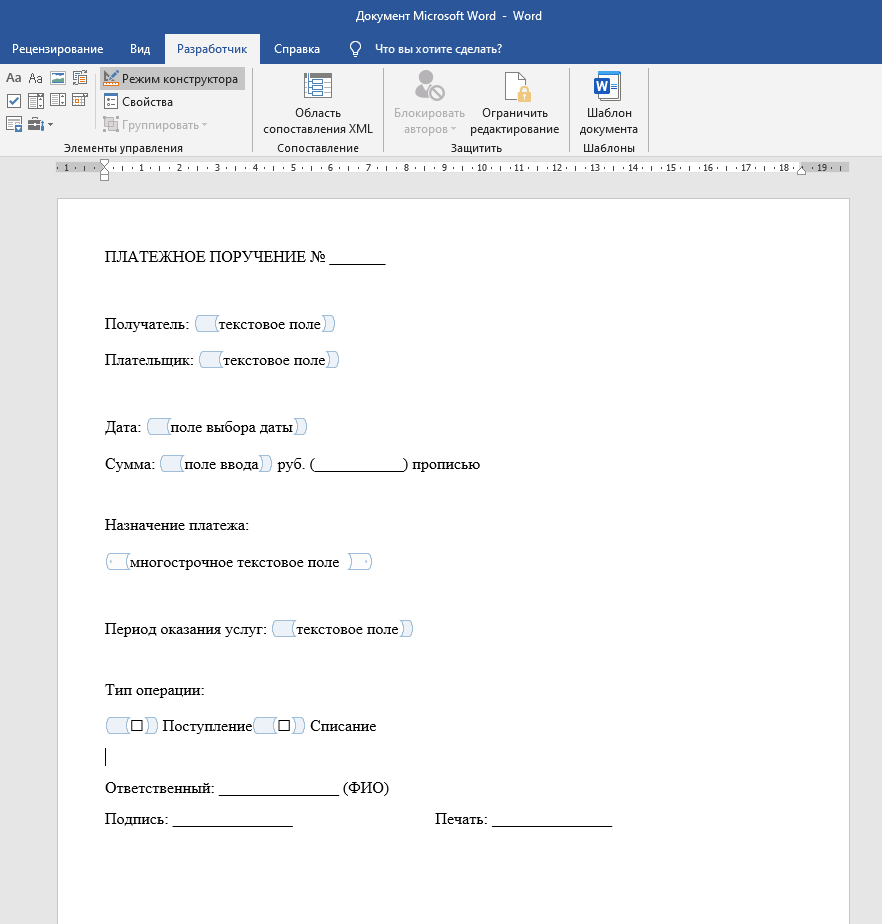 Документ Microsoft Word - Word
Рецензирование Вид Разработчик Справка Что вы хотите сделать?
Aa Aa
Режим конструктора
Свойства
Группировать
Элементы управления
Область сопоставления XML
Сопоставление
Блокировать авторов
Ограничить редактирование
Защитить
Шаблон документа
Шаблоны
1 1 2 3 4 5 6 7 8 9 10 11 12 13 14 15 16 17 18 19
ПЛАТЕЖНОЕ ПОРУЧЕНИЕ № _______
Получатель: текстовое поле
Плательщик: текстовое поле
Дата: поле выбора даты
Сумма: поле ввода руб. (___________) прописью
Назначение платежа:
многострочное текстовое поле
Период оказания услуг: текстовое поле
Тип операции:
☐ Поступление ☐ Списание
Ответственный: _______________ (ФИО)
Подпись: _______________ Печать: _______________